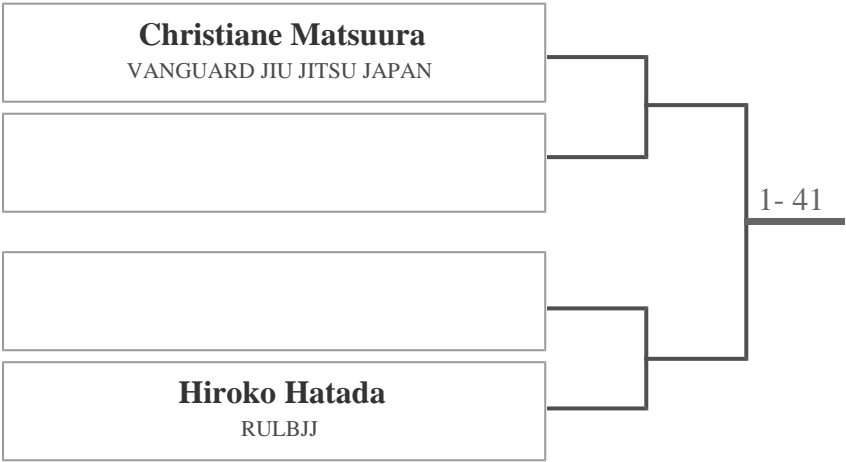 Christiane Matsuura
VANGUARD JIU JITSU JAPAN
1- 41
Hiroko Hatada
RULBJJ